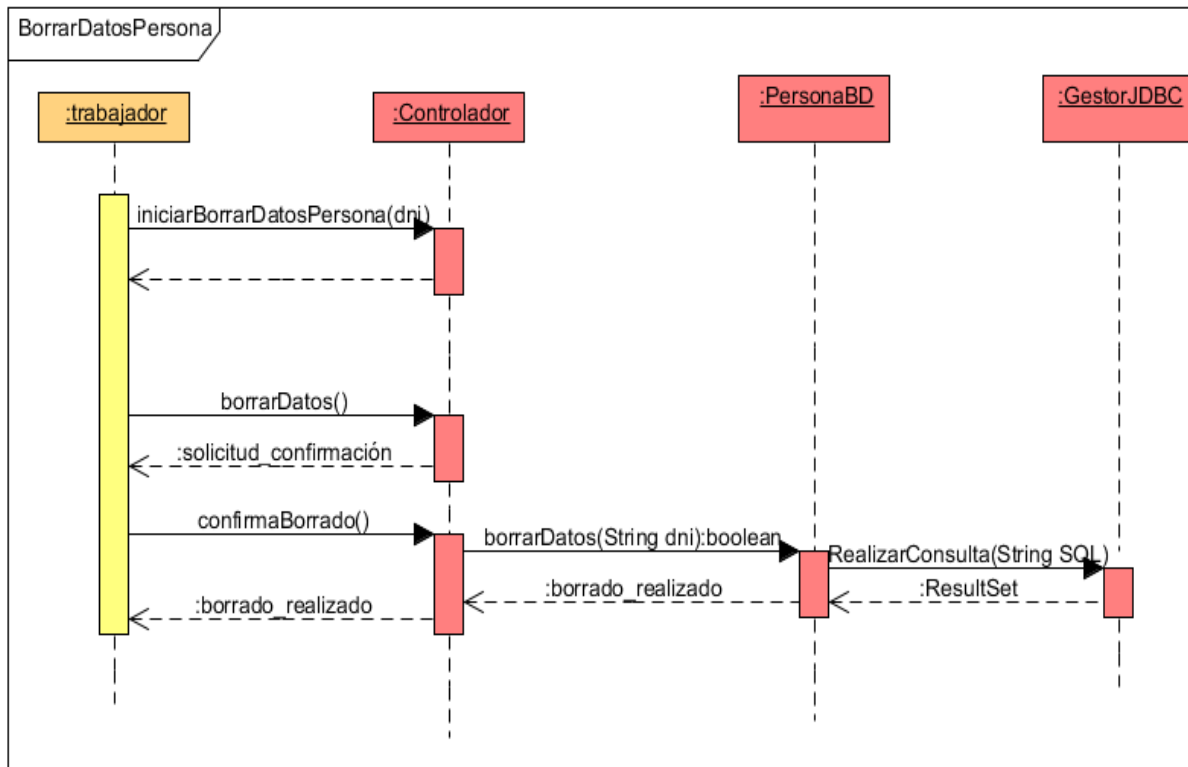 BorrarDatosPersona
:trabajador
:Controlador
:PersonaBD
:GestorJDBC
iniciarBorrarDatosPersona(dni)
borrarDatos()
:solicitud_confirmación
confirmaBorrado()
borrarDatos(String dni):boolean
RealizarConsulta(String SQL)
:borrado_realizado
:borrado_realizado
:ResultSet